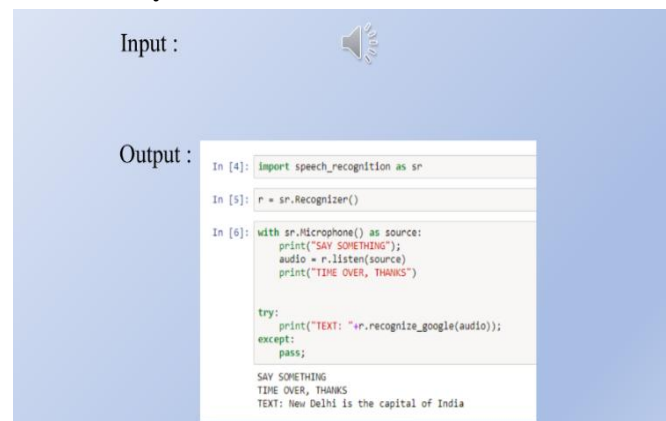 Input :
Output :
In [4]: import speech_recognition as sr
In [5]: r = sr.Recognizer()
In [6]: with sr.Microphone() as source:
    print("SAY SOMETHING");
    audio = r.listen(source)
    print("TIME OVER, THANKS")
try:
    print("TEXT: "+r.recognize_google(audio));
except:
    pass;
SAY SOMETHING
TIME OVER, THANKS
TEXT: New Delhi is the capital of India